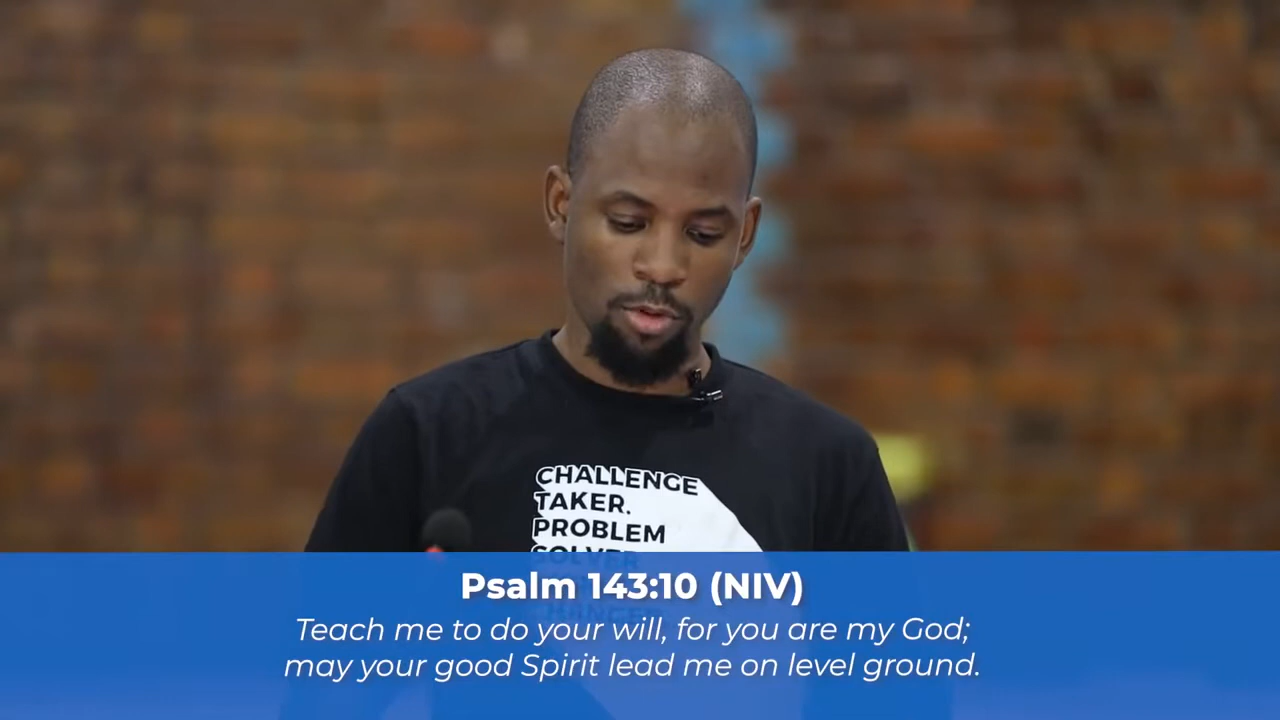 CHALLENGE
TAKER.
PROBLEM
SOLVER
Psalm 143:10 (NIV)
Teach me to do your will, for you are my God;
may your good Spirit lead me on level ground.